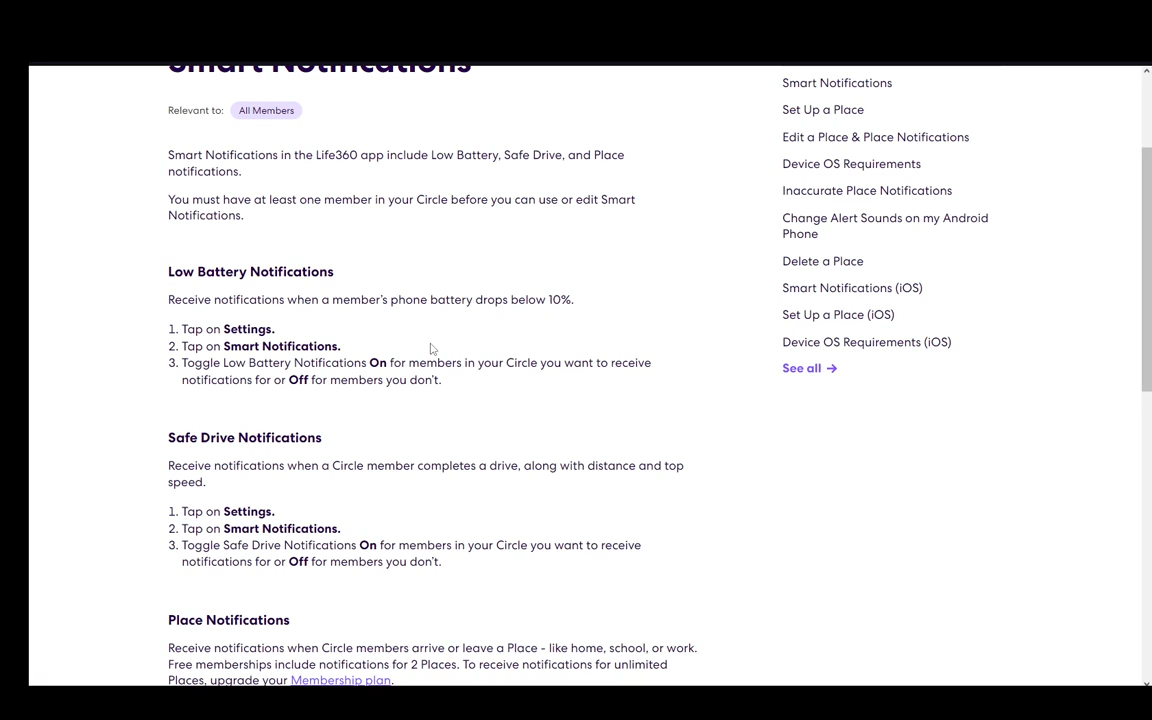 Smart Notifications
Relevant to: All Members
Smart Notifications in the Life360 app include Low Battery, Safe Drive, and Place
notifications.
You must have at least one member in your Circle before you can use or edit Smart
Notifications.
Low Battery Notifications
Receive notifications when a member's phone battery drops below 10%.
1. Tap on Settings.
2. Tap on Smart Notifications.
3. Toggle Low Battery Notifications On for members in your Circle you want to receive
notifications for or Off for members you don't.
Safe Drive Notifications
Receive notifications when a Circle member completes a drive, along with distance and top
speed.
1. Tap on Settings.
2. Tap on Smart Notifications.
3. Toggle Safe Drive Notifications On for members in your Circle you want to receive
notifications for or Off for members you don't.
Place Notifications
Receive notifications when Circle members arrive or leave a Place - like home, school, or work.
Free memberships include notifications for 2 Places. To receive notifications for unlimited
Places, upgrade your Membership plan.
Smart Notifications
Set Up a Place
Edit a Place & Place Notifications
Device OS Requirements
Inaccurate Place Notifications
Change Alert Sounds on my Android
Phone
Delete a Place
Smart Notifications (iOS)
Set Up a Place (iOS)
Device OS Requirements (iOS)
See all →